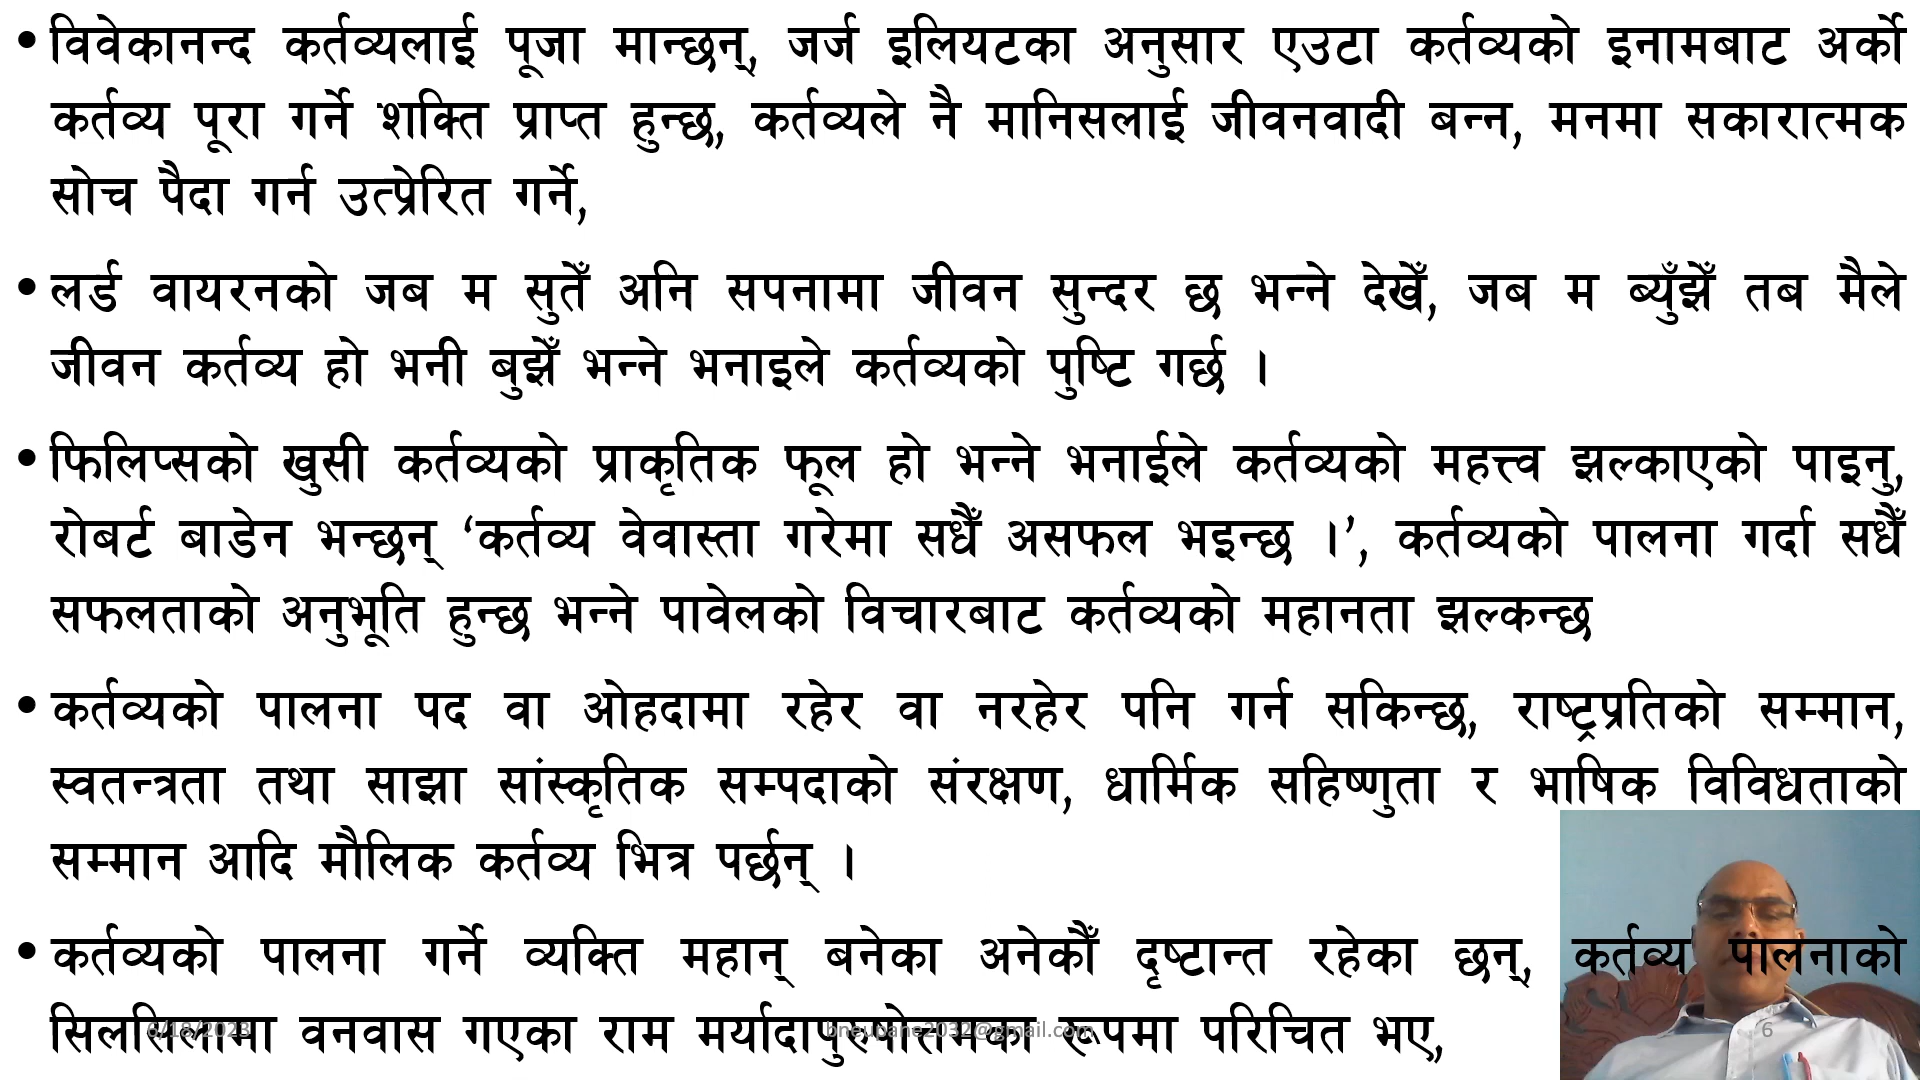 • विवेकानन्द कर्तव्यलाई पूजा मान्छन्, जर्ज इलियटका अनुसार एउटा कर्तव्यको इनामबाट अर्को
कर्तव्य पूरा गर्ने शक्ति प्राप्त हुन्छ, कर्तव्यले नै मानिसलाई जीवनवादी बन्न, मनमा सकारात्मक
सोच पैदा गर्न उत्प्रेरित गर्ने,
• लर्ड वायरनको जब म सुतेँ अनि सपनामा जीवन सुन्दर छ भन्ने देखेँ, जब म ब्युँझेँ तब मैले
जीवन कर्तव्य हो भनी बुझेँ भन्ने भनाइले कर्तव्यको पुष्टि गर्छ ।
• फिलिप्सको खुसी कर्तव्यको प्राकृतिक फूल हो भन्ने भनाईले कर्तव्यको महत्त्व झल्काएको पाइनु,
रोबर्ट बाडेन भन्छन् ‘कर्तव्य वेवास्ता गरेमा सधैँ असफल भइन्छ ।’, कर्तव्यको पालना गर्दा सधैँ
सफलताको अनुभूति हुन्छ भन्ने पावेलको विचारबाट कर्तव्यको महानता झल्कन्छ
• कर्तव्यको पालना पद वा ओहदामा रहेर वा नरहेर पनि गर्न सकिन्छ, राष्ट्रप्रतिको सम्मान,
स्वतन्त्रता तथा साझा सांस्कृतिक सम्पदाको संरक्षण, धार्मिक सहिष्णुता र भाषिक विविधताको
सम्मान आदि मौलिक कर्तव्य भित्र पर्छन् ।
• कर्तव्यको पालना गर्ने व्यक्ति महान् बनेका अनेकौँ दृष्टान्त रहेका छन्, कर्तव्य पालनाको
सिलसिलामा वनवास गएका राम मर्यादापुरुषोत्तमका रूपमा परिचित भए,
6/18/2023 bneupane2032@gmail.com 6